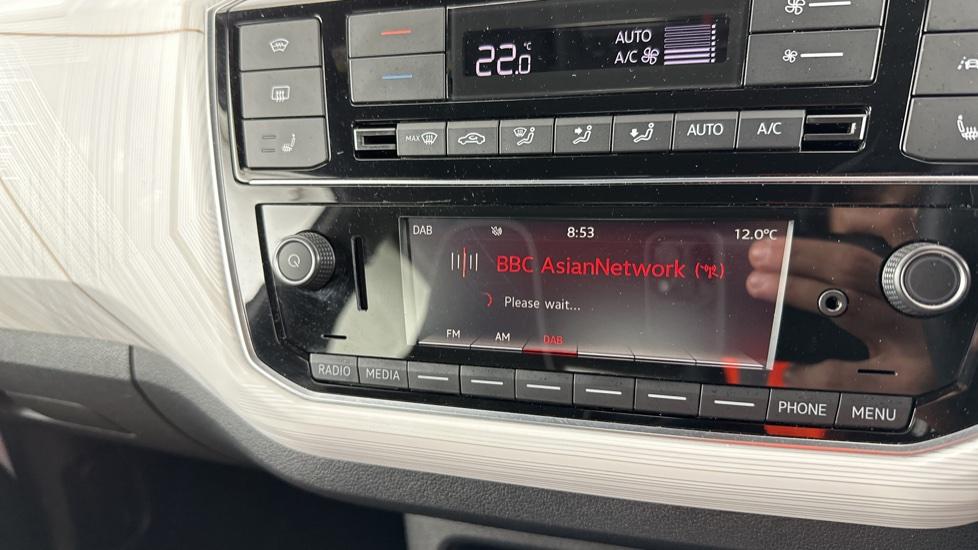 AUTO
22.0 °C
A/C
MAX
AUTO
A/C
DAB 8:53 12.0°C
BBC AsianNetwork
Please wait...
FM AM DAB
RADIO MEDIA PHONE MENU